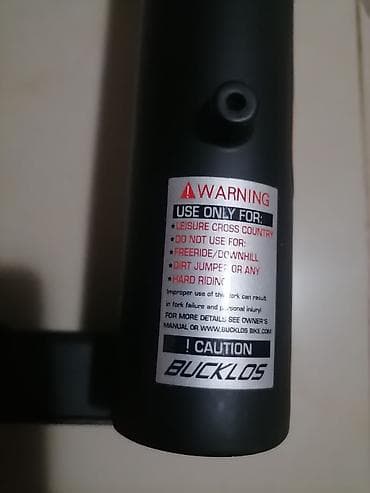 WARNING
USE ONLY FOR:
•LEISURE CROSS COUNTRY
•DO NOT USE FOR:
•FREERIDE/DOWNHILL
•DIRT JUMPER OR ANY
•HARD RIDING
Improper use of this fork can result
in fork failure and personal injury!
FOR MORE DETAILS SEE OWNER'S
MANUAL OR WWW.BUCKLOS BIKE.COM
! CAUTION
BUCKLOS